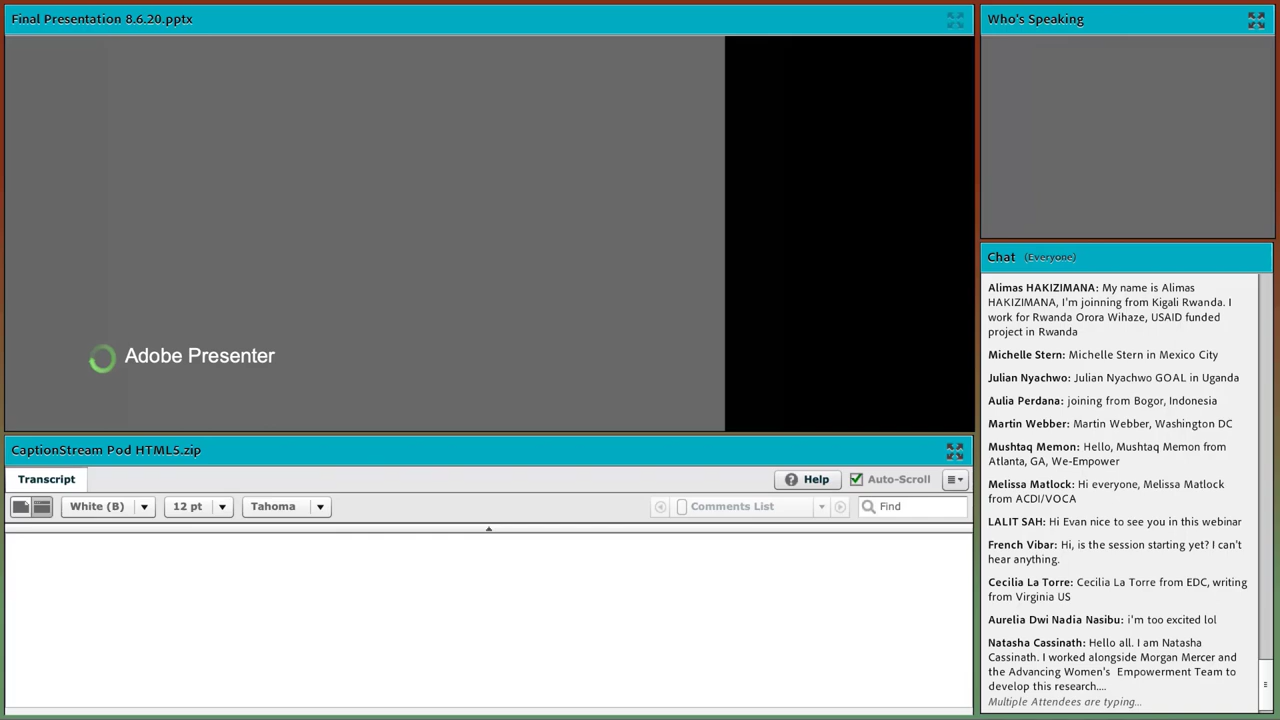 Final Presentation 8.6.20.pptx
Adobe Presenter
CaptionStream Pod HTML5.zip
Transcript
Help
Auto-Scroll
White (B)
12 pt
Tahoma
Comments List
Find
Who's Speaking
Chat (Everyone)
Alimas HAKIZIMANA: My name is Alimas
HAKIZIMANA, I'm joinning from Kigali Rwanda. I
work for Rwanda Orora Wihaze, USAID funded
project in Rwanda
Michelle Stern: Michelle Stern in Mexico City
Julian Nyachwo: Julian Nyachwo GOAL in Uganda
Aulia Perdana: joining from Bogor, Indonesia
Martin Webber: Martin Webber, Washington DC
Mushtaq Memon: Hello, Mushtaq Memon from
Atlanta, GA, We-Empower
Melissa Matlock: Hi everyone, Melissa Matlock
from ACDI/VOCA
LALIT SAH: Hi Evan nice to see you in this webinar
French Vibar: Hi, is the session starting yet? I can't
hear anything.
Cecilia La Torre: Cecilia La Torre from EDC, writing
from Virginia US
Aurelia Dwi Nadia Nasibu: i'm too excited lol
Natasha Cassinath: Hello all. I am Natasha
Cassinath. I worked alongside Morgan Mercer and
the Advancing Women's Empowerment Team to
develop this research....
Multiple Attendees are typing...